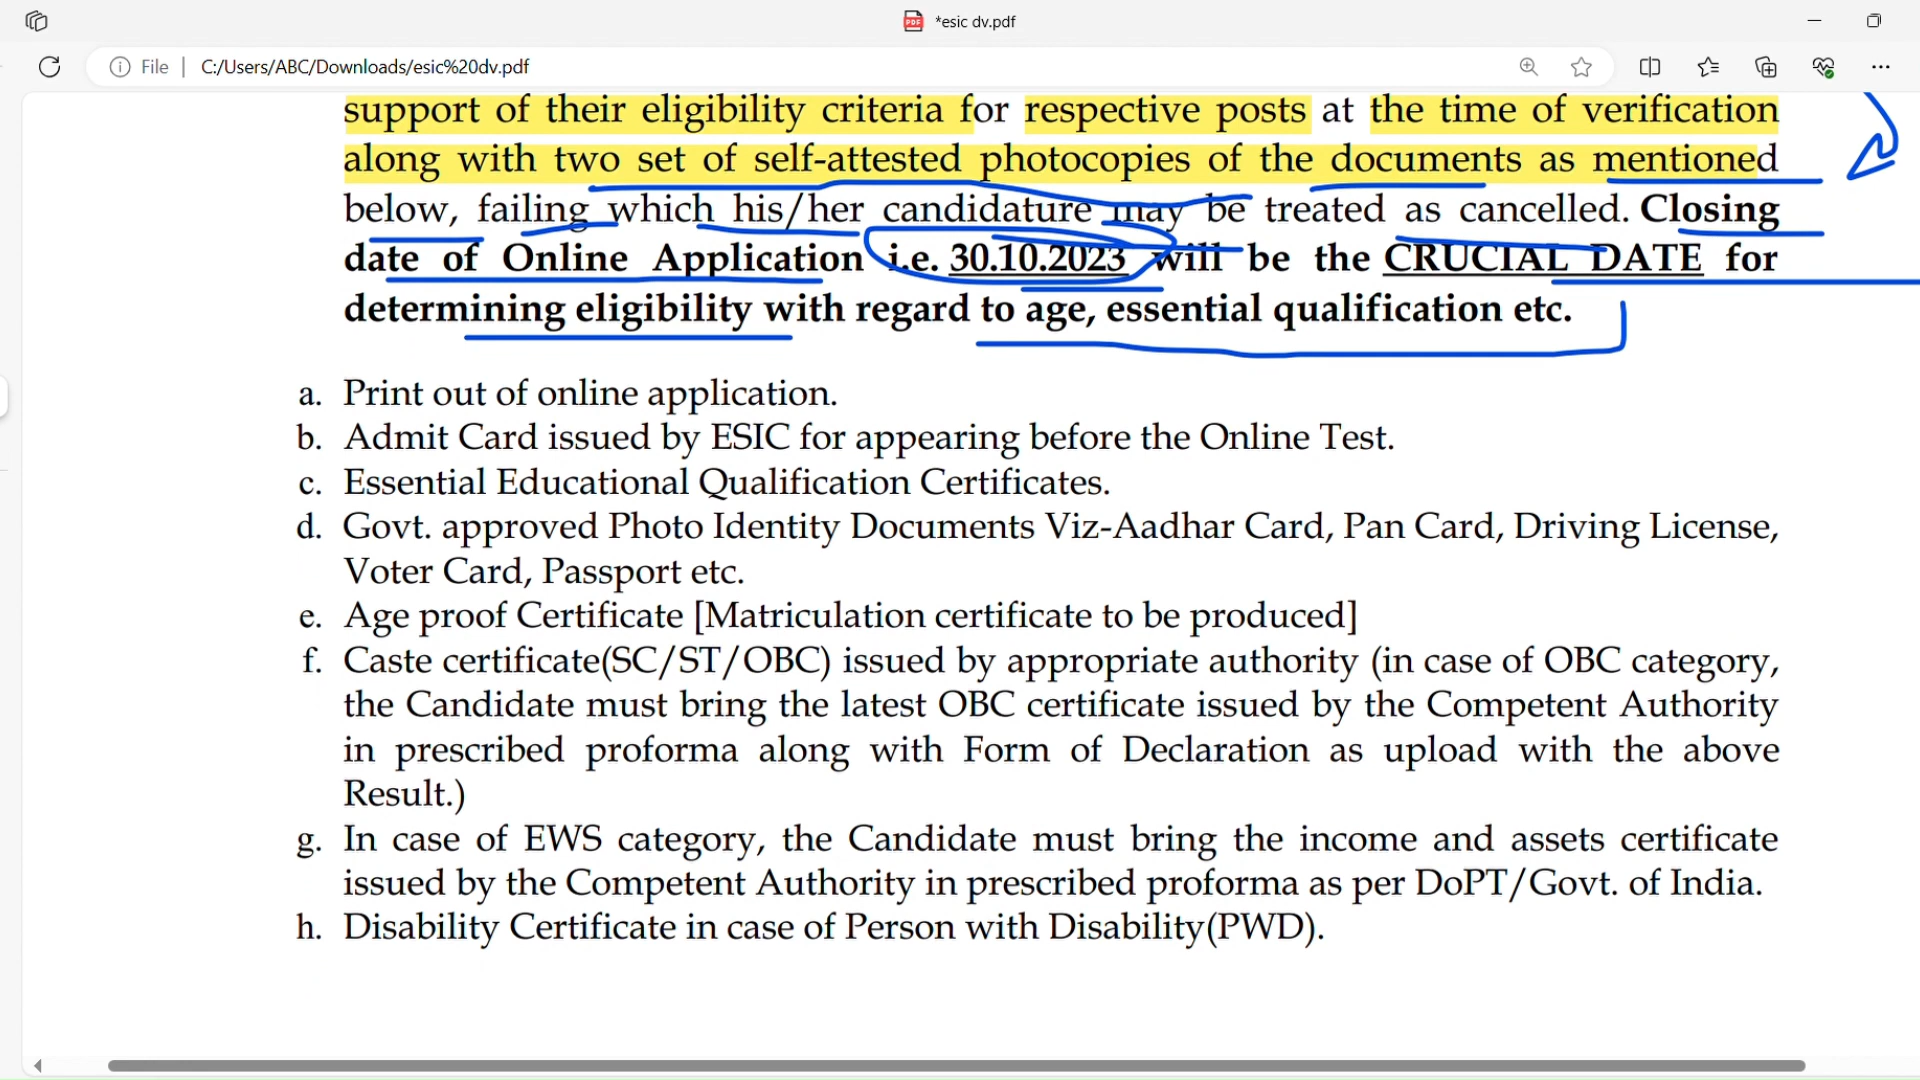 PDF *esic dv.pdf
File | C:/Users/ABC/Downloads/esic%20dv.pdf
support of their eligibility criteria for respective posts at the time of verification
along with two set of self-attested photocopies of the documents as mentioned
below, failing which his/her candidature may be treated as cancelled. Closing
date of Online Application i.e. 30.10.2023 will be the CRUCIAL DATE for
determining eligibility with regard to age, essential qualification etc.
a. Print out of online application.
b. Admit Card issued by ESIC for appearing before the Online Test.
c. Essential Educational Qualification Certificates.
d. Govt. approved Photo Identity Documents Viz-Aadhar Card, Pan Card, Driving License,
Voter Card, Passport etc.
e. Age proof Certificate [Matriculation certificate to be produced]
f. Caste certificate(SC/ST/OBC) issued by appropriate authority (in case of OBC category,
the Candidate must bring the latest OBC certificate issued by the Competent Authority
in prescribed proforma along with Form of Declaration as upload with the above
Result.)
g. In case of EWS category, the Candidate must bring the income and assets certificate
issued by the Competent Authority in prescribed proforma as per DoPT/Govt. of India.
h. Disability Certificate in case of Person with Disability(PWD).